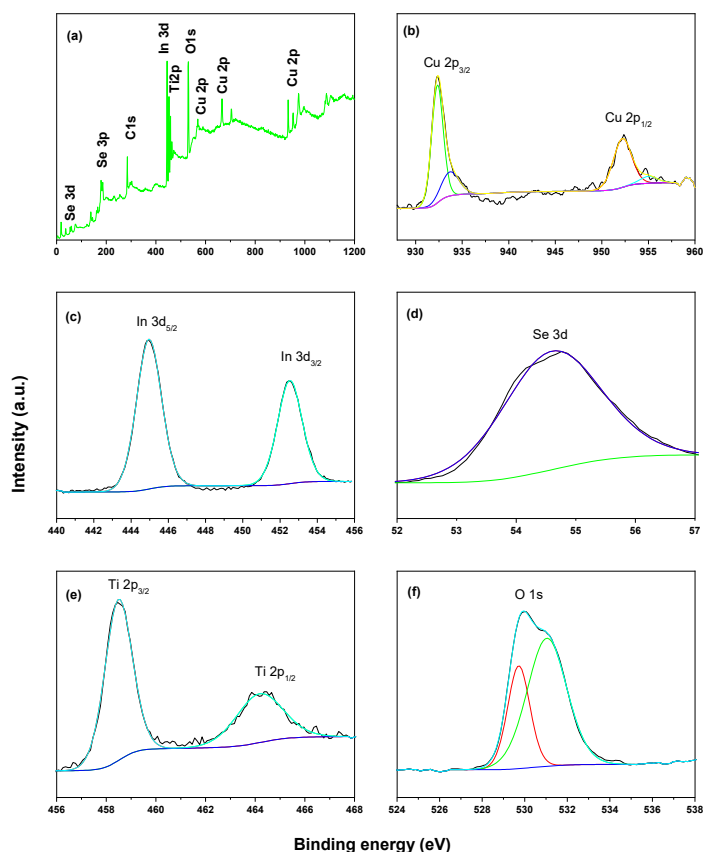 (a)
Se 3d
Se 3p
C1s
In 3d
Ti2p
O1s
Cu 2p
Cu 2p
Cu 2p
0 200 400 600 800 1000 1200
(b)
Cu 2p3/2
Cu 2p1/2
930 935 940 945 950 955 960
(c)
In 3d5/2
In 3d3/2
440 442 444 446 448 450 452 454 456
(d)
Se 3d
52 53 54 55 56 57
(e)
Ti 2p3/2
Ti 2p1/2
456 458 460 462 464 466 468
(f)
O 1s
524 526 528 530 532 534 536 538
Intensity (a.u.)
Binding energy (eV)